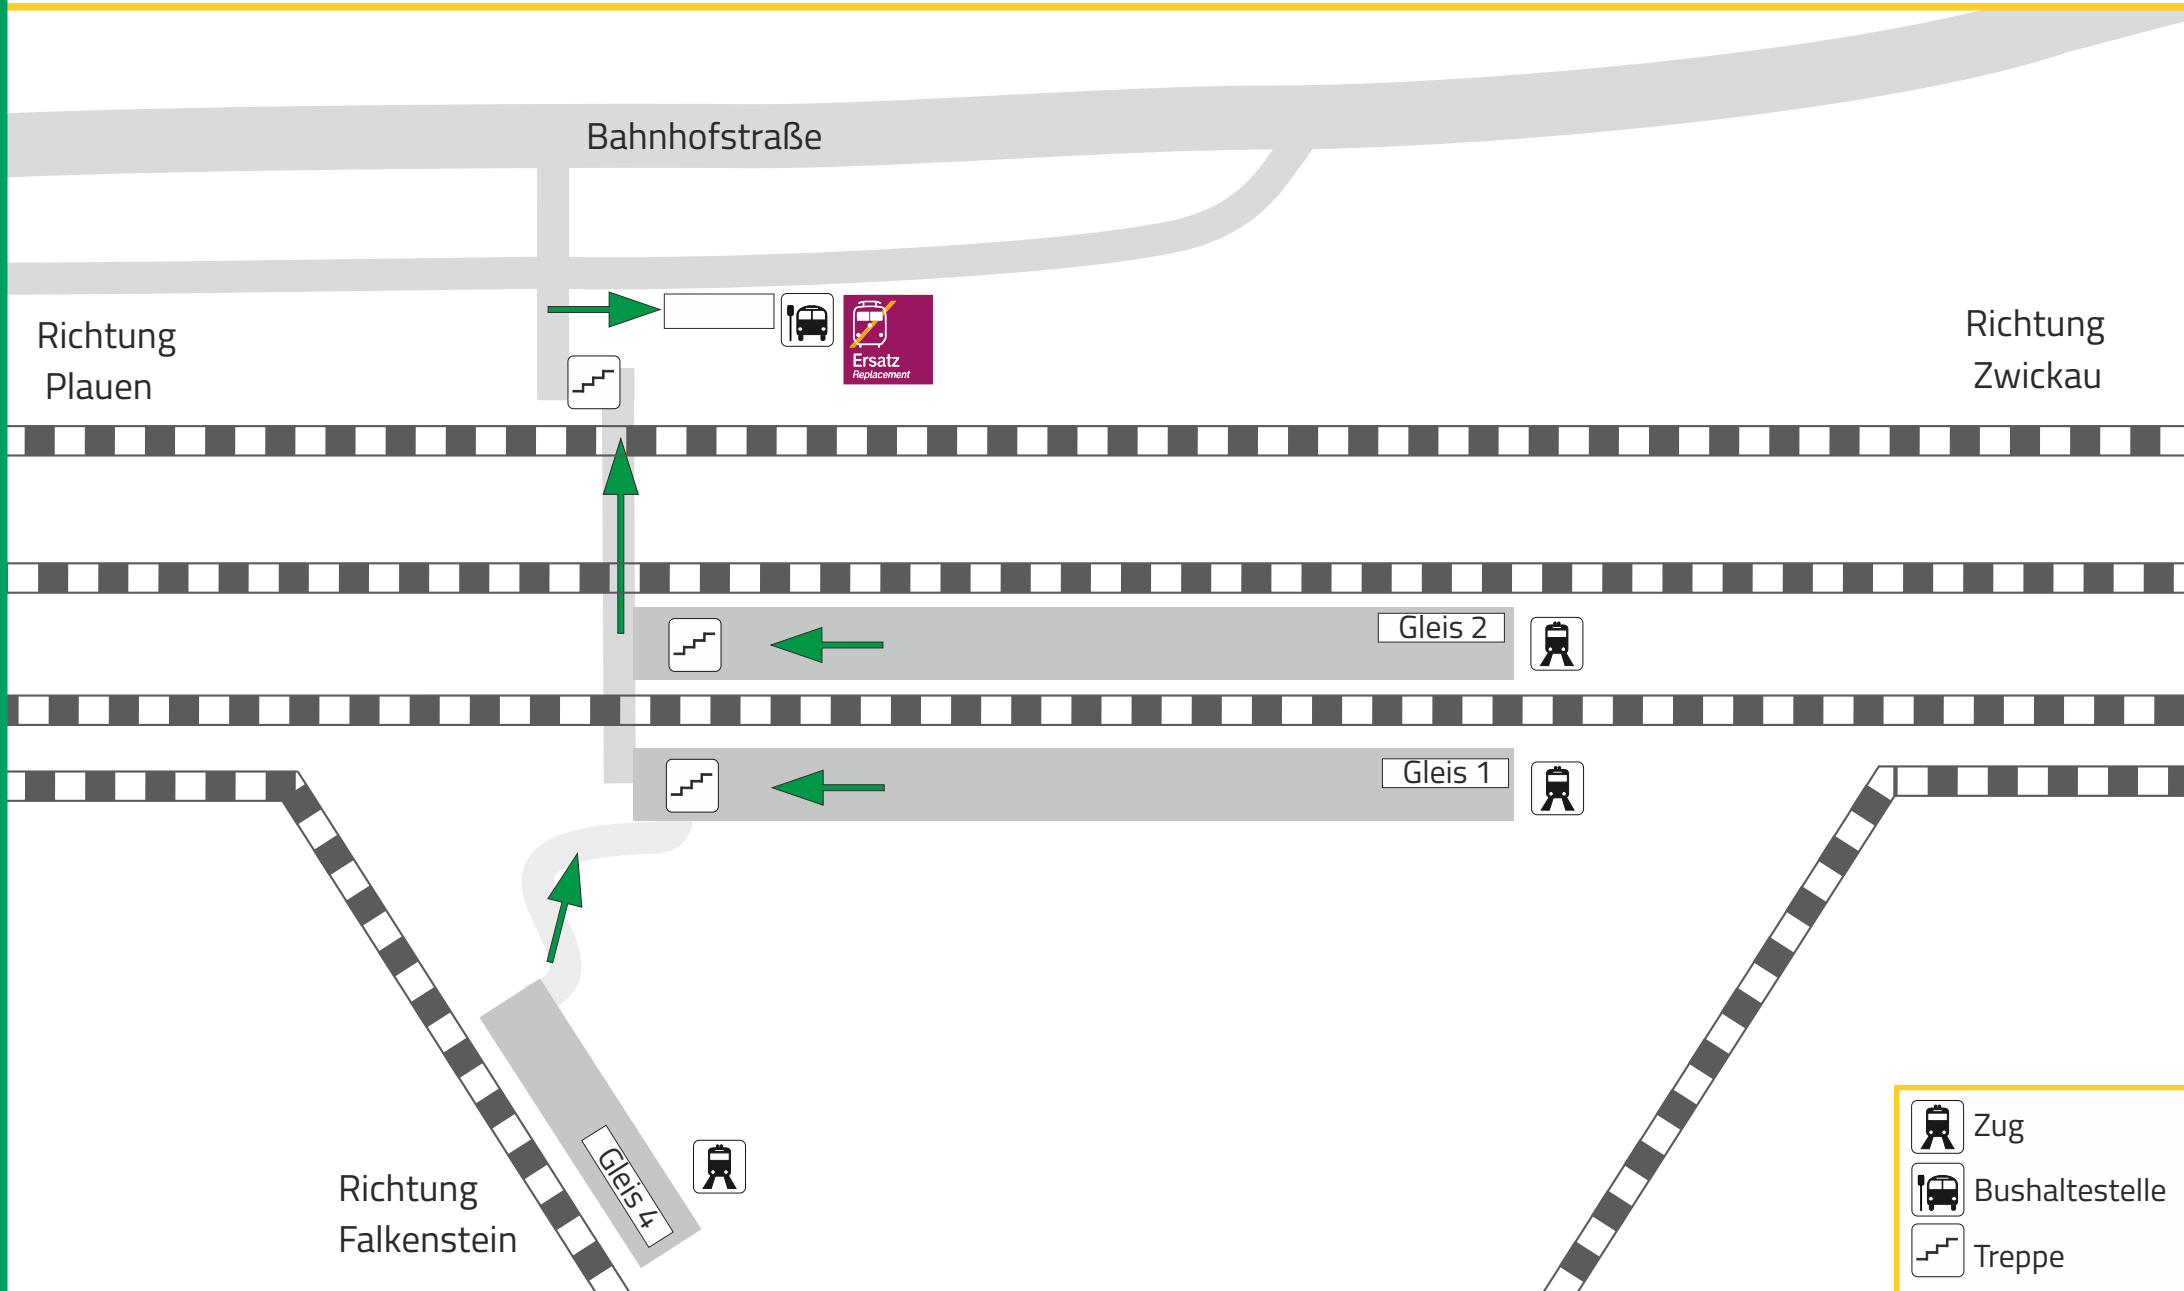 Bahnhofstraße
Richtung
Plauen
Ersatz
Replacement
Richtung
Zwickau
Gleis 2
Gleis 1
Gleis 4
Richtung
Falkenstein
Zug
Bushaltestelle
Treppe